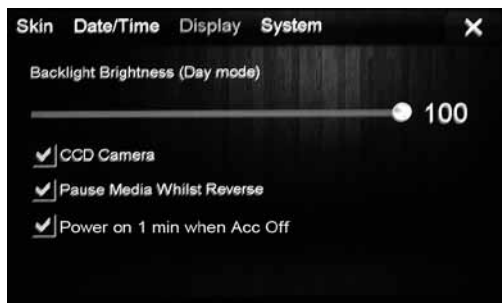 Skin Date/Time Display System
Backlight Brightness (Day mode)
100
CCD Camera
Pause Media Whilst Reverse
Power on 1 min when Acc Off